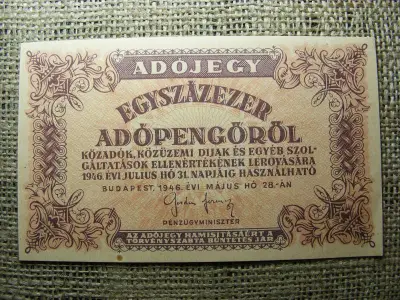 ADÓJEGY
EGYSZÁZEZER
ADÓPENGŐRŐL
KÖZADÓK, KÖZÜZEMI DIJAK ÉS EGYÉB SZOL-
GÁLTATÁSOK ELLENÉRTÉKÉNEK LEROVÁSÁRA
1946. ÉVI JULIUS HÓ 31. NAPJÁIG HASZNÁLHATÓ
BUDAPEST, 1946. ÉVI MÁJUS HÓ 28.-ÁN
PÉNZÜGYMINISZTER
AZ ADÓJEGY HAMISITÁSÁÉRT A
TÖRVÉNYSZABTA BÜNTETÉS JÁR.